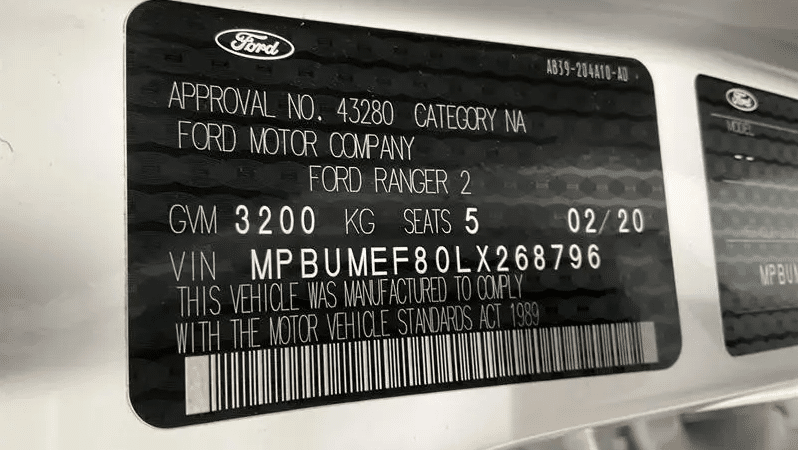 Ford
AB39-204A10-AD
APPROVAL NO. 43280 CATEGORY NA
FORD MOTOR COMPANY
FORD RANGER 2
GVM 3200 KG SEATS 5 02/20
VIN MPBUMEF80LX268796
THIS VEHICLE WAS MANUFACTURED TO COMPLY
WITH THE MOTOR VEHICLE STANDARDS ACT 1989
Ford
MODEL
MPBUM